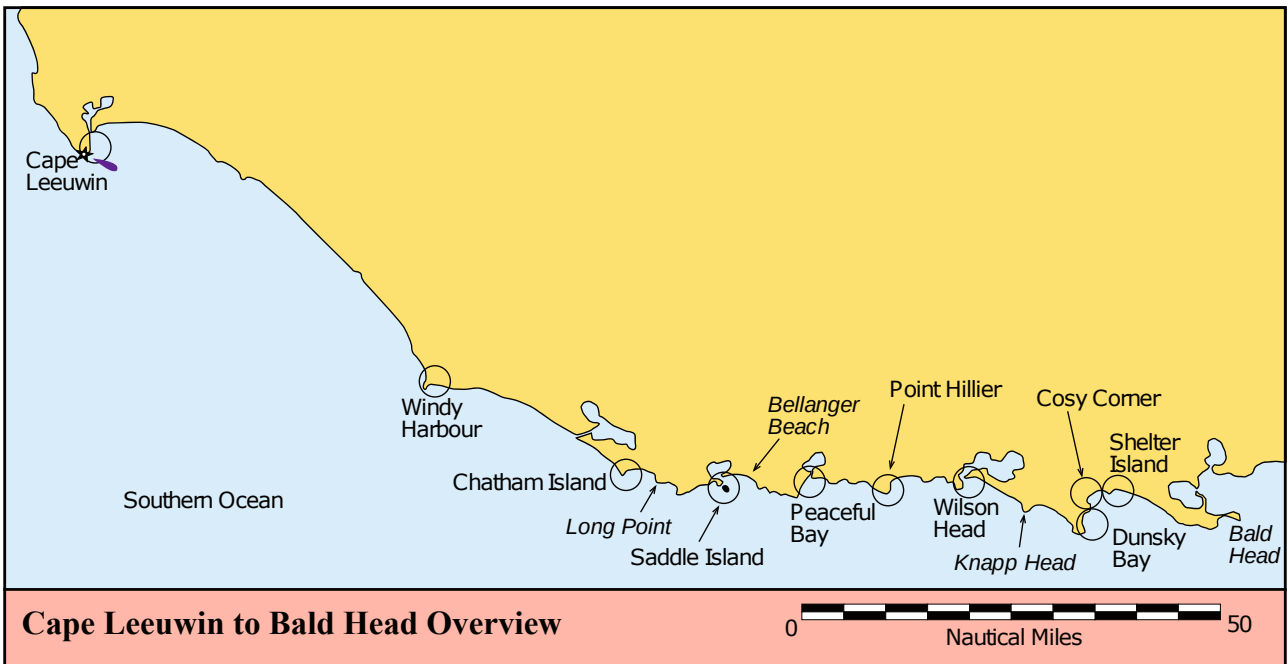 Cape
Leeuwin
Windy
Harbour
Southern Ocean
Chatham Island
Long Point
Saddle Island
Bellanger
Beach
Peaceful
Bay
Point Hillier
Wilson
Head
Knapp Head
Cosy Corner
Shelter
Island
Dunsky
Bay
Bald
Head
Cape Leeuwin to Bald Head Overview
0
50
Nautical Miles